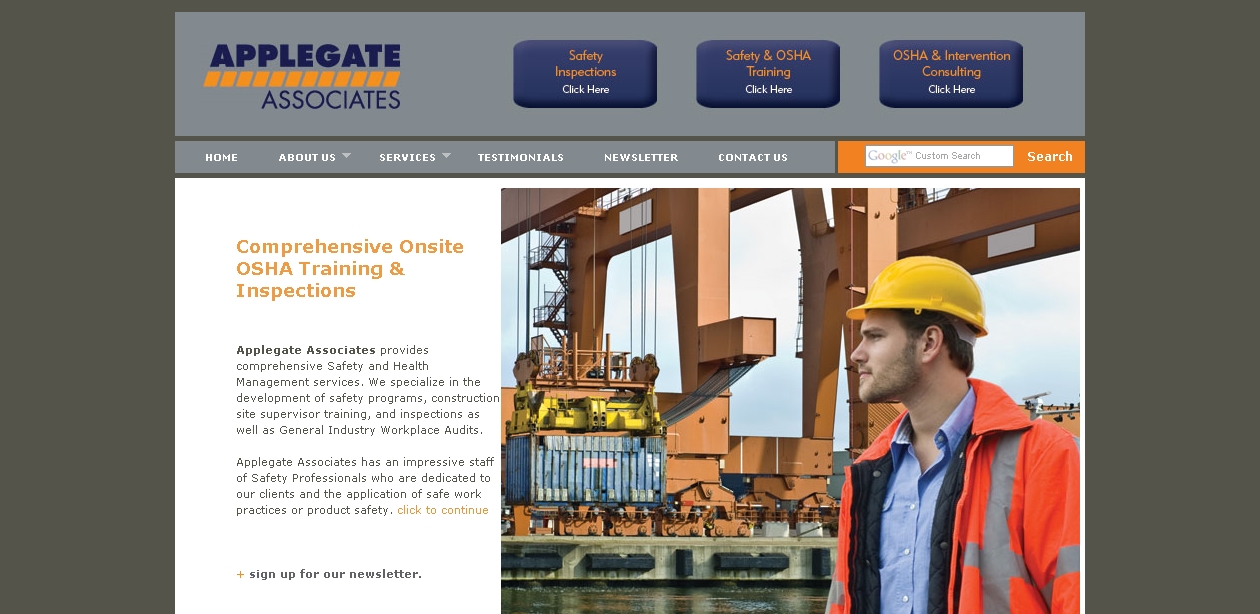 APPLEGATE
ASSOCIATES
Safety
Inspections
Click Here
Safety & OSHA
Training
Click Here
OSHA & Intervention
Consulting
Click Here
HOME
ABOUT US
SERVICES
TESTIMONIALS
NEWSLETTER
CONTACT US
Google™ Custom Search
Search
Comprehensive Onsite
OSHA Training &
Inspections
Applegate Associates provides
comprehensive Safety and Health
Management services. We specialize in the
development of safety programs, construction
site supervisor training, and inspections as
well as General Industry Workplace Audits.
Applegate Associates has an impressive staff
of Safety Professionals who are dedicated to
our clients and the application of safe work
practices or product safety. click to continue
+ sign up for our newsletter.